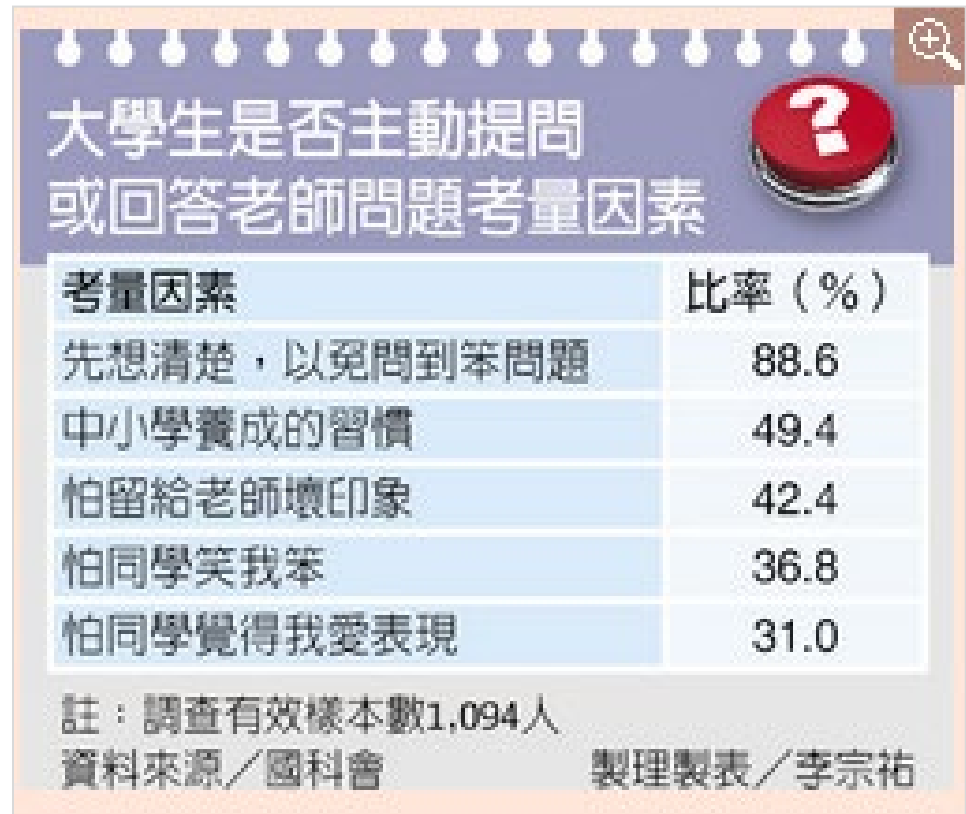 大學生是否主動提問
或回答老師問題考量因素
?
考量因素 比率（%）
先想清楚，以免問到笨問題 88.6
中小學養成的習慣 49.4
怕留給老師壞印象 42.4
怕同學笑我笨 36.8
怕同學覺得我愛表現 31.0
註：調查有效樣本數1,094人
資料來源／國科會 製理製表／李宗祐